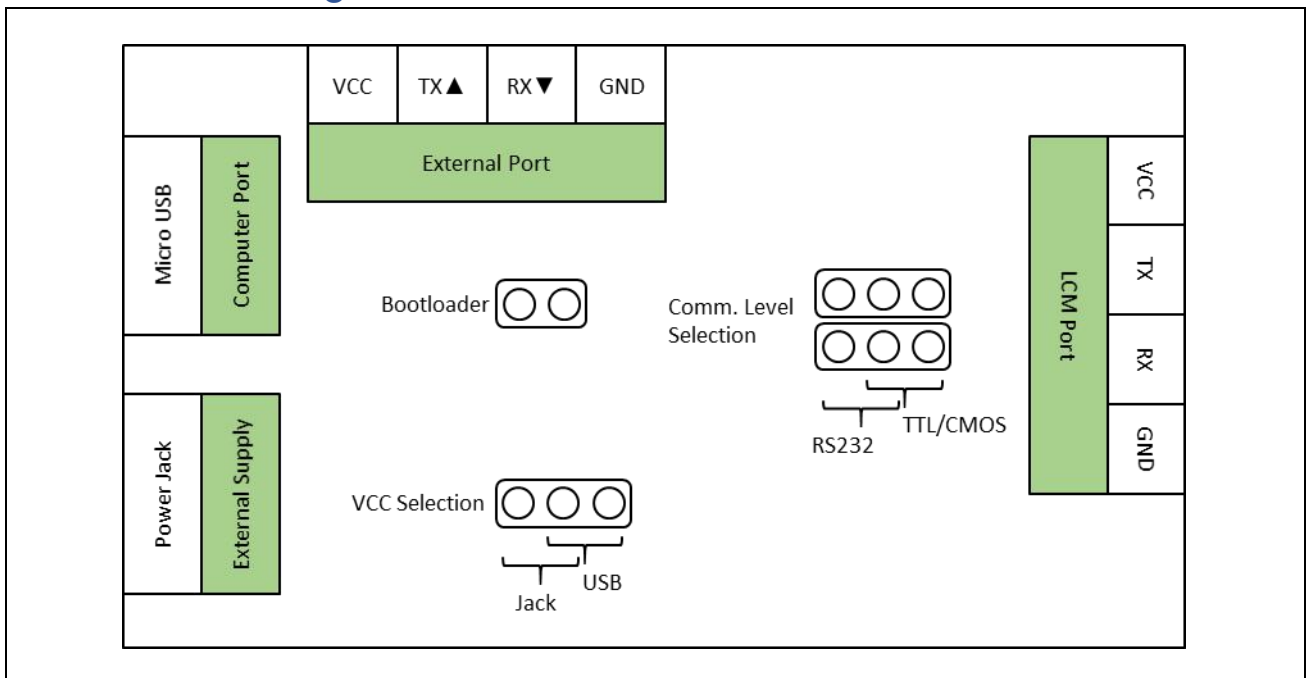 VCC
TX▲
RX▼
GND
External Port
Micro USB
Computer Port
Bootloader
Comm. Level
Selection
RS232
TTL/CMOS
LCM Port
VCC
TX
RX
GND
Power Jack
External Supply
VCC Selection
USB
Jack